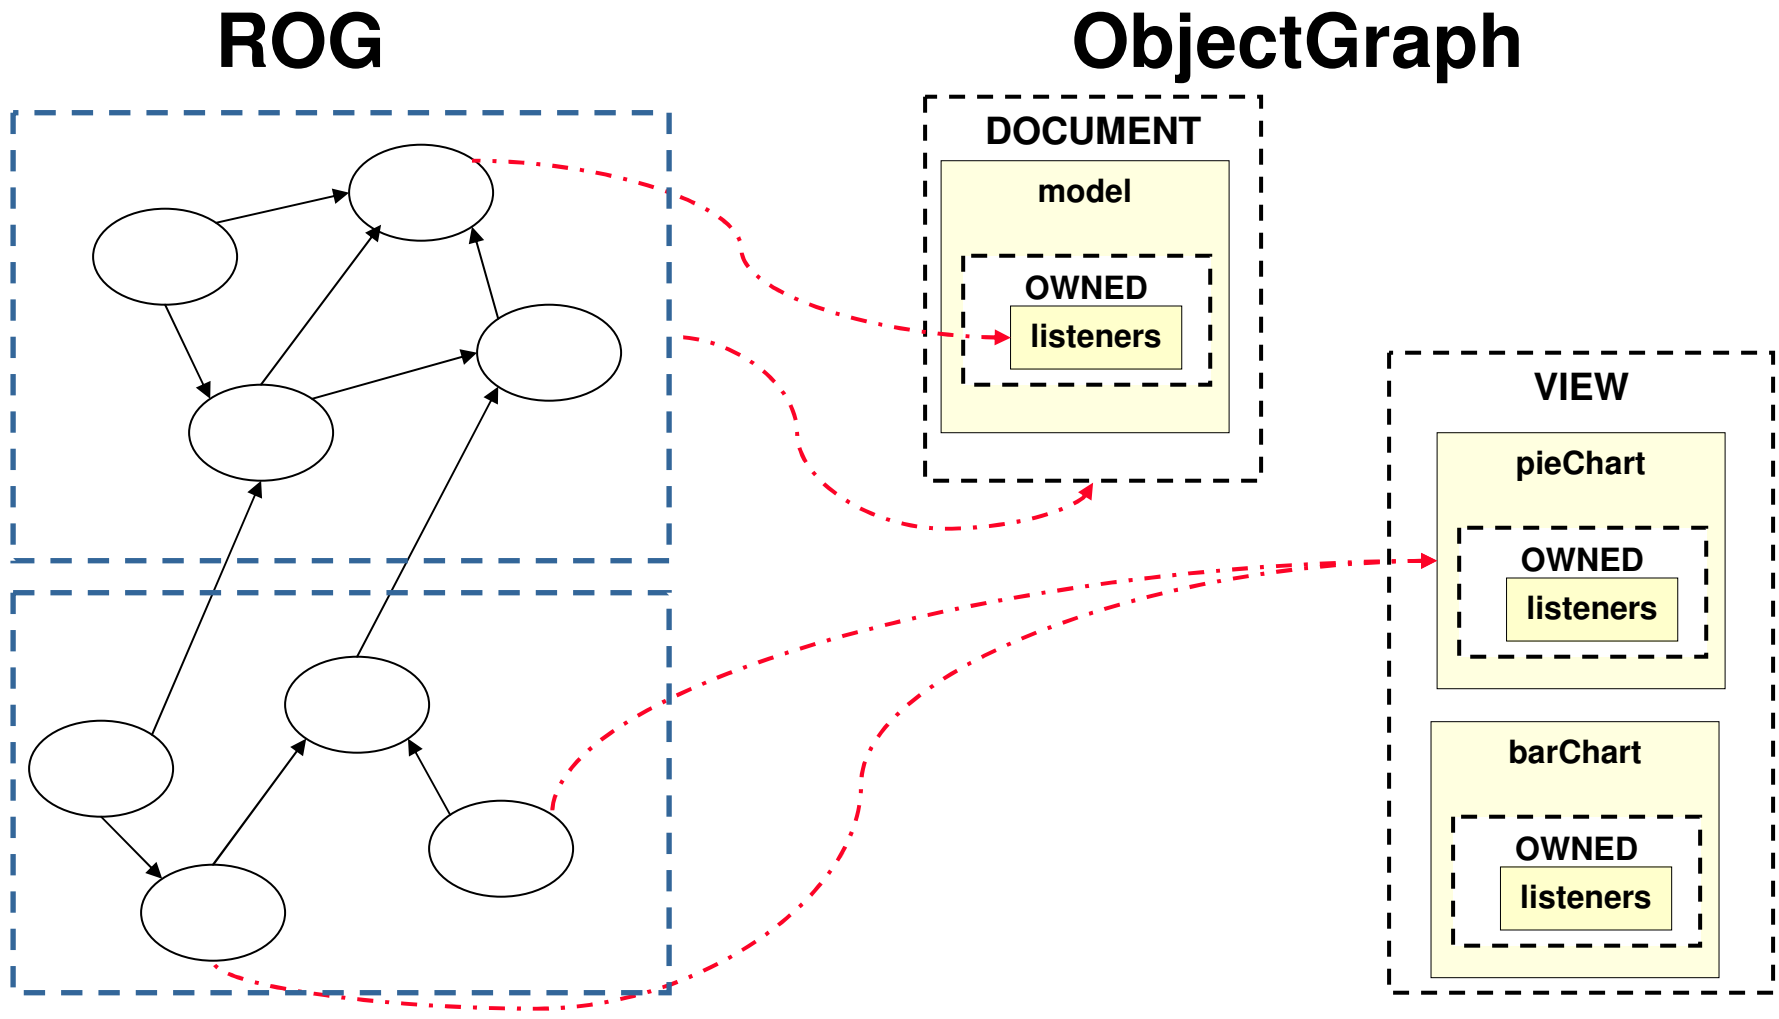 ROG
ObjectGraph
DOCUMENT
model
OWNED
listeners
VIEW
pieChart
OWNED
listeners
barChart
OWNED
listeners